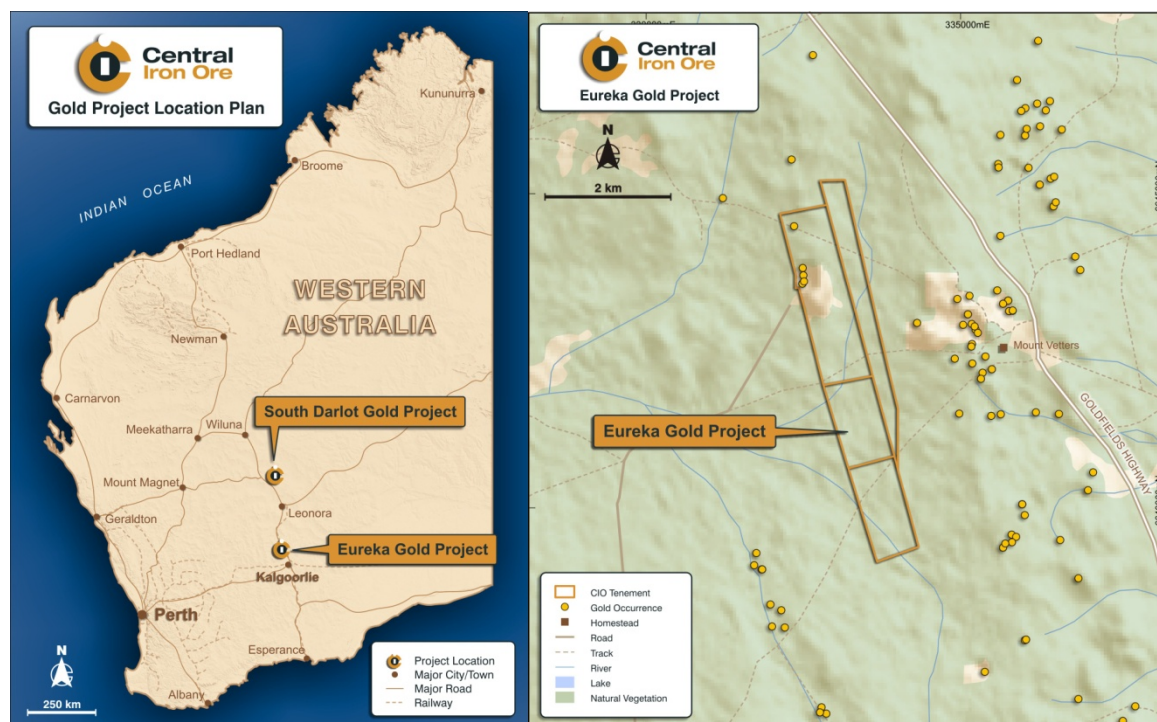 Central
Iron Ore
Gold Project Location Plan
Kununurra
Broome
INDIAN OCEAN
Port Hedland
WESTERN
AUSTRALIA
Newman
Carnarvon
South Darlot Gold Project
Meekatharra
Wiluna
Mount Magnet
Leonora
Geraldton
Eureka Gold Project
Kalgoorlie
Perth
Esperance
Albany
N
250 km
Project Location
Major City/Town
Major Road
Railway
Central
Iron Ore
Eureka Gold Project
335000mE
N
2 km
Mount Vetters
GOLDFIELDS HIGHWAY
Eureka Gold Project
CIO Tenement
Gold Occurrence
Homestead
Road
Track
River
Lake
Natural Vegetation